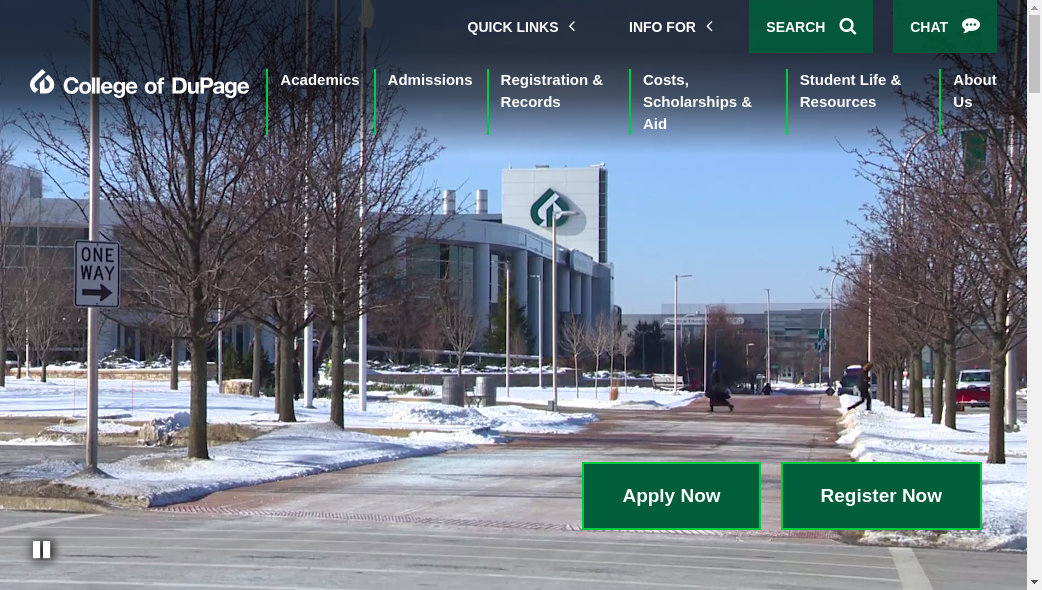 QUICK LINKS
INFO FOR
SEARCH
CHAT
College of DuPage
Academics
Admissions
Registration &
Records
Costs,
Scholarships &
Aid
Student Life &
Resources
About
Us
ONE
WAY
Apply Now
Register Now